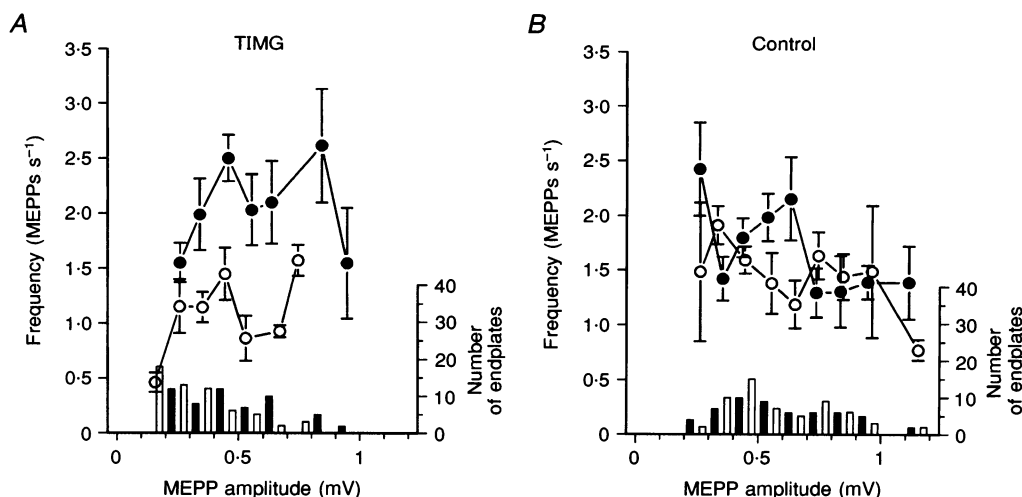 A
TIMG
3·5
3·0
2·5
2·0
1·5
1·0
0·5
0
Frequency (MEPPs s⁻¹)
40
30
20
10
0
Number
of endplates
0
0·5
1
MEPP amplitude (mV)
B
Control
3·5
3·0
2·5
2·0
1·5
1·0
0·5
0
Frequency (MEPPs s⁻¹)
40
30
20
10
0
Number
of endplates
0
0·5
1
MEPP amplitude (mV)